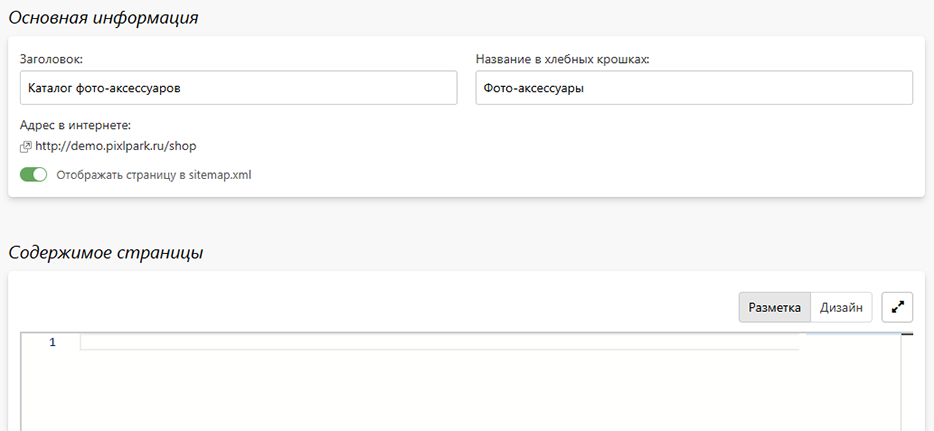 Основная информация
Заголовок: Название в хлебных крошках:
Каталог фото-аксессуаров Фото-аксессуары
Адрес в интернете:
http://demo.pixlpark.ru/shop
Отображать страницу в sitemap.xml
Содержимое страницы
Разметка Дизайн
1